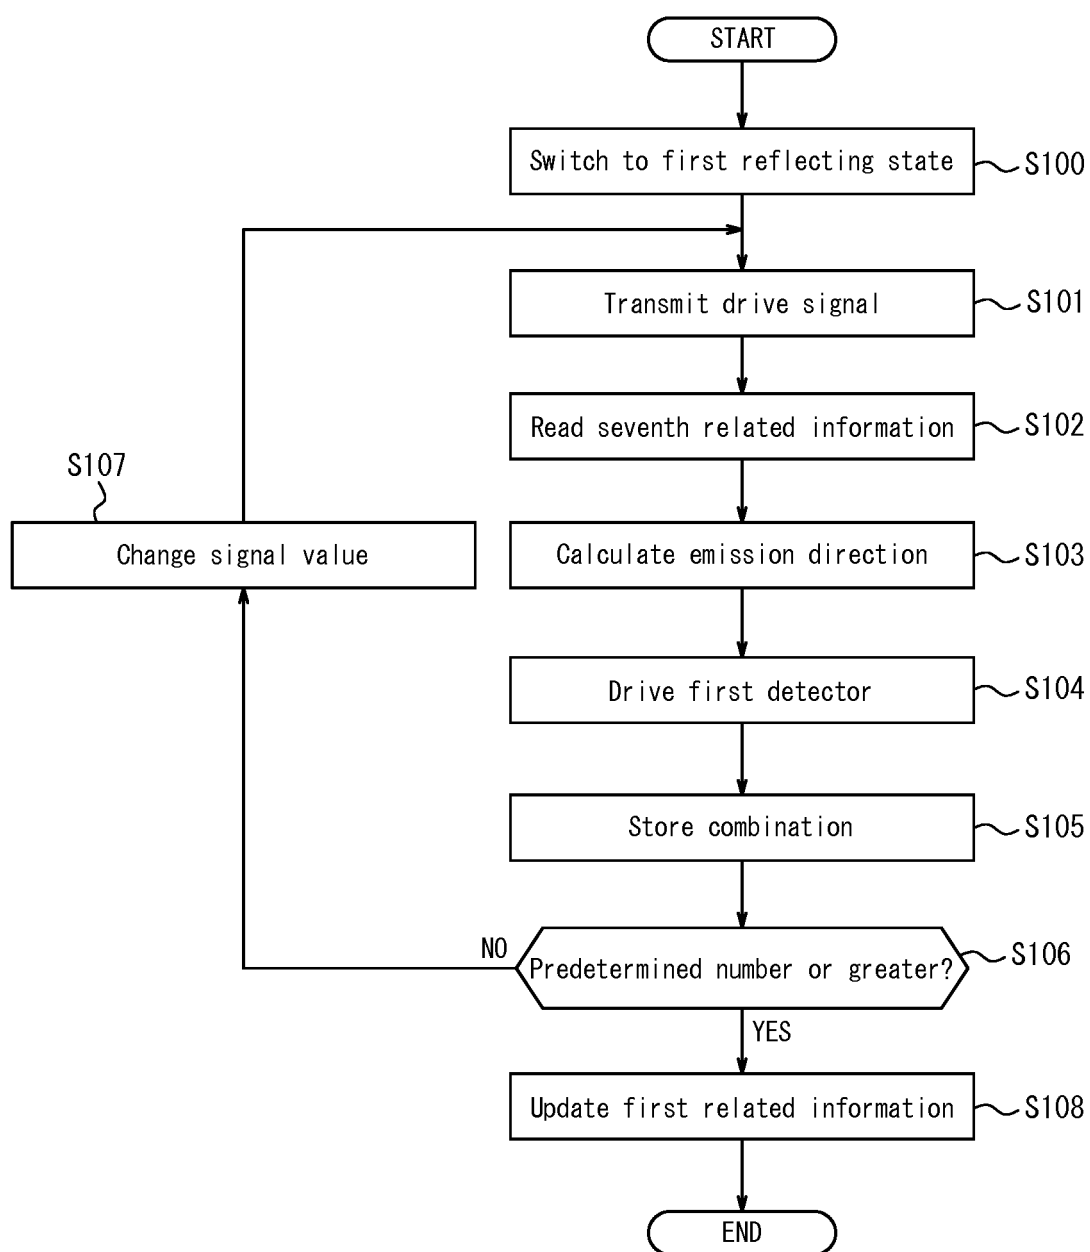 START
Switch to first reflecting state
S100
Transmit drive signal
S101
Read seventh related information
S102
S107
Change signal value
Calculate emission direction
S103
Drive first detector
S104
Store combination
S105
NO
Predetermined number or greater?
S106
YES
Update first related information
S108
END